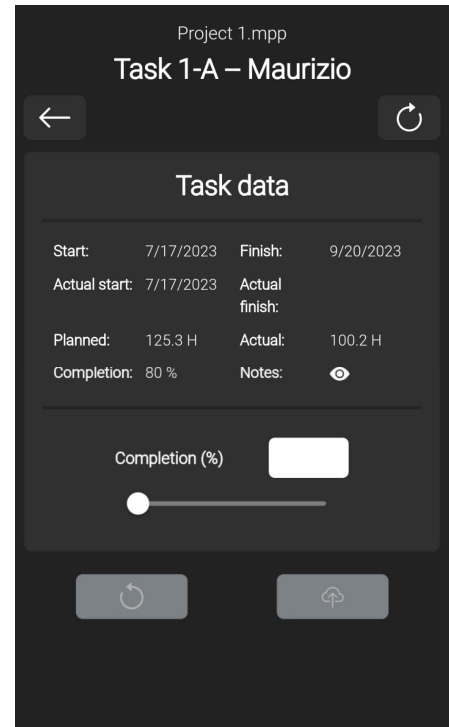 Project 1.mpp
Task 1-A – Maurizio
Task data
Start: 7/17/2023 Finish: 9/20/2023
Actual start: 7/17/2023 Actual
finish:
Planned: 125.3 H Actual: 100.2 H
Completion: 80 % Notes:
Completion (%)